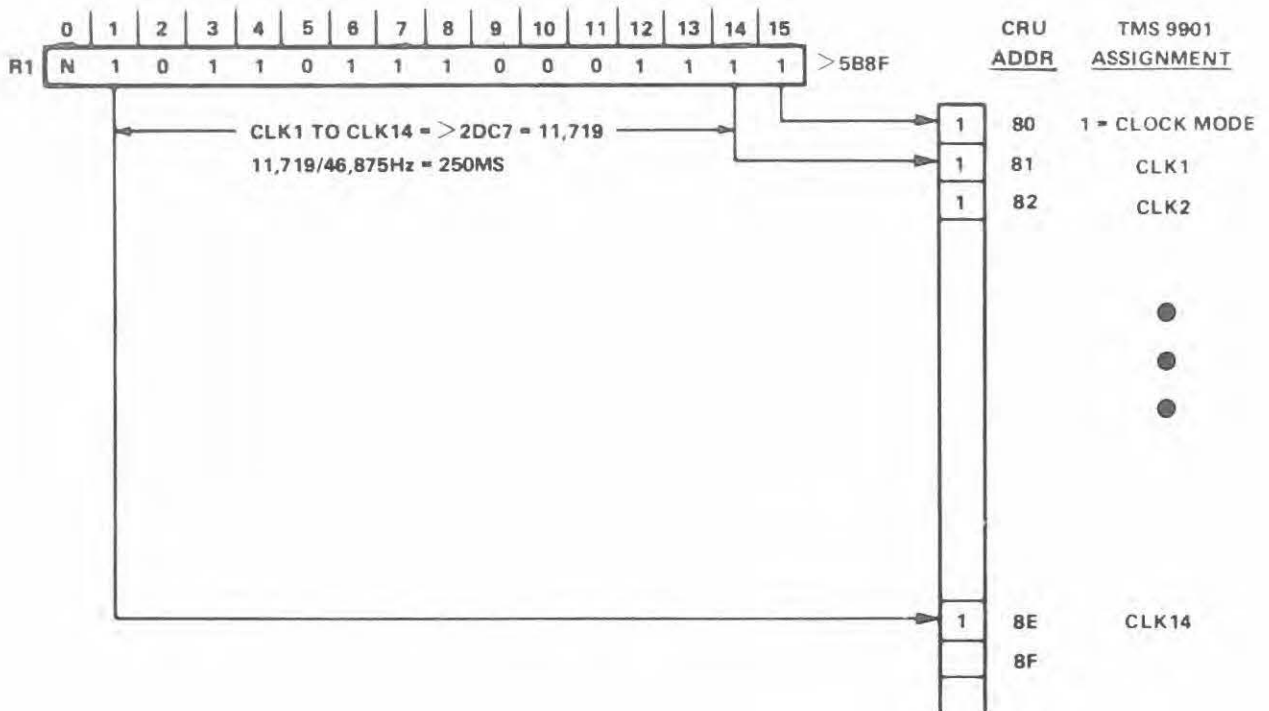 0 1 2 3 4 5 6 7 8 9 10 11 12 13 14 15
R1 N 1 0 1 1 0 1 1 1 0 0 0 1 1 1 1 >5B8F
CLK1 TO CLK14 = >2DC7 = 11,719
11,719/46,875Hz = 250MS
CRU TMS 9901
ADDR ASSIGNMENT
1 80 1 = CLOCK MODE
1 81 CLK1
1 82 CLK2
1 8E CLK14
8F